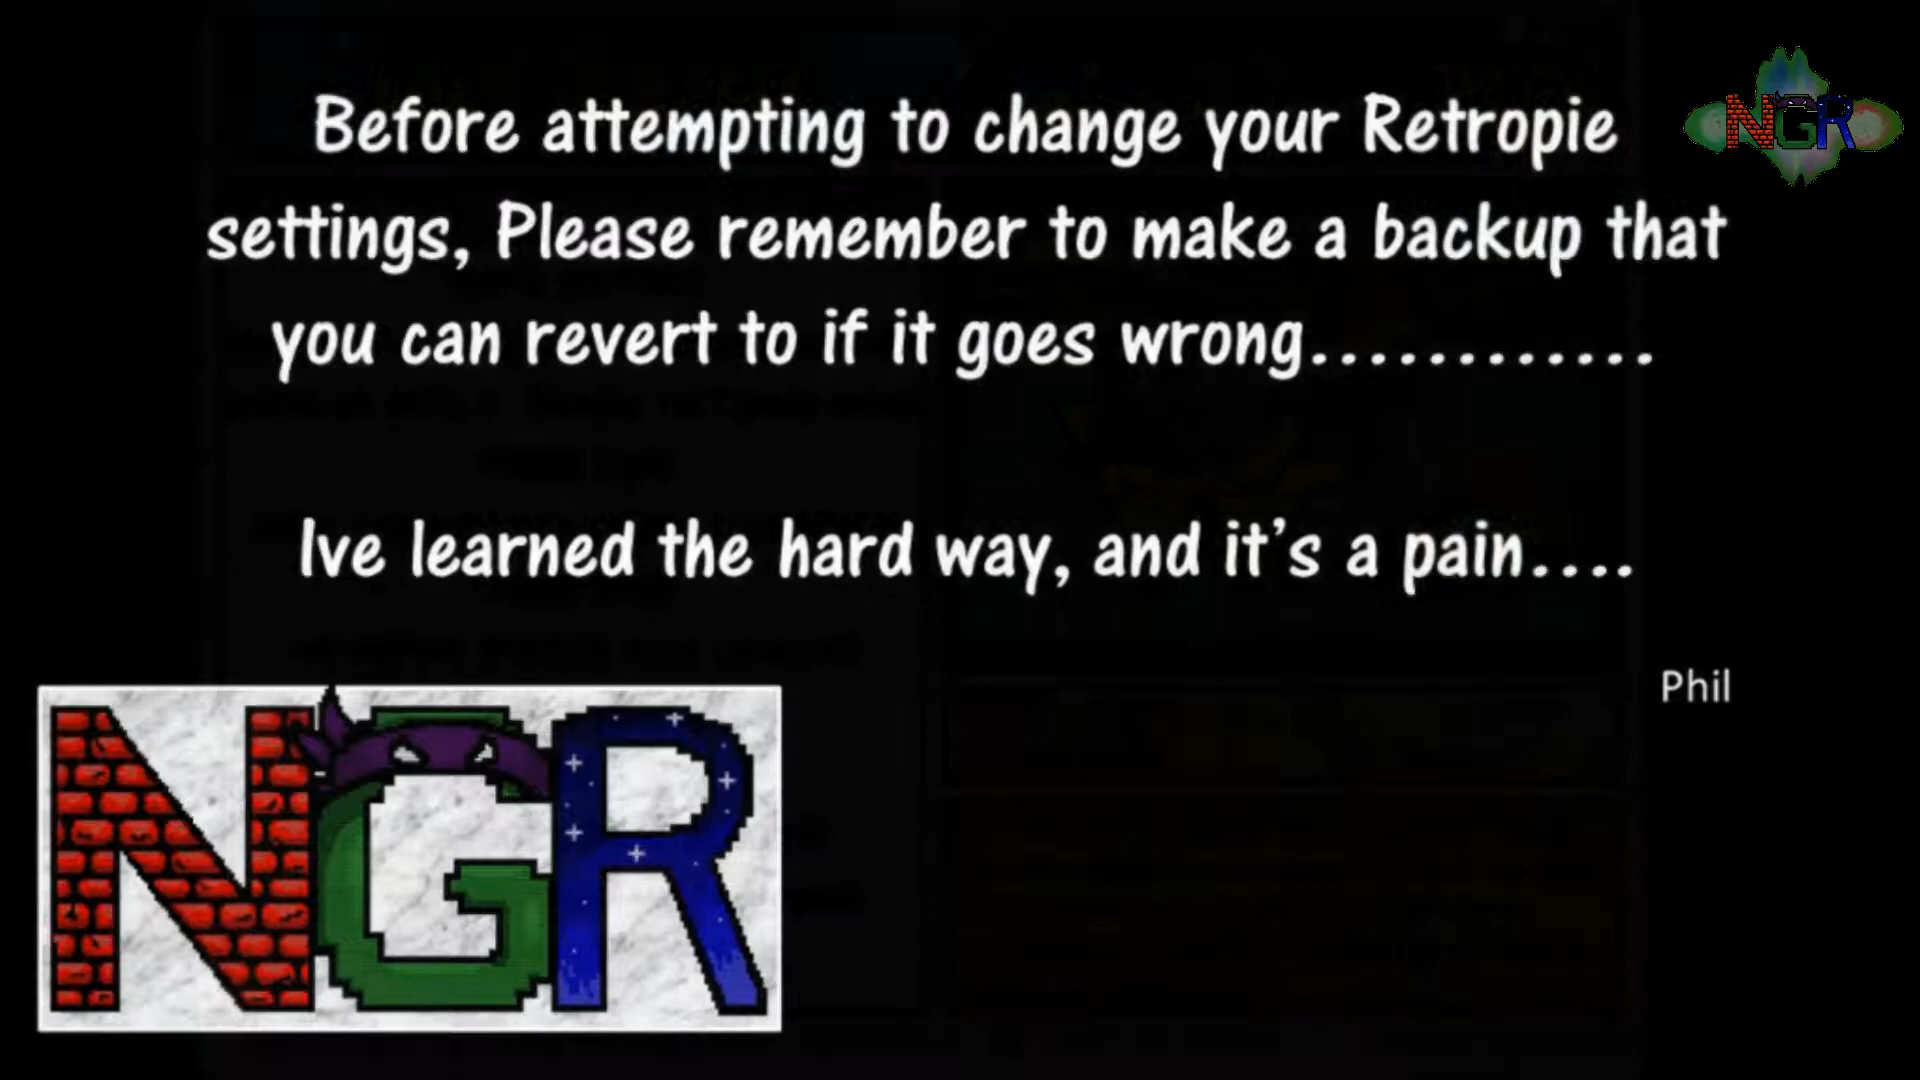 Before attempting to change your Retropie
settings, Please remember to make a backup that
you can revert to if it goes wrong............
Ive learned the hard way, and it's a pain....
Phil
NGR
NGR